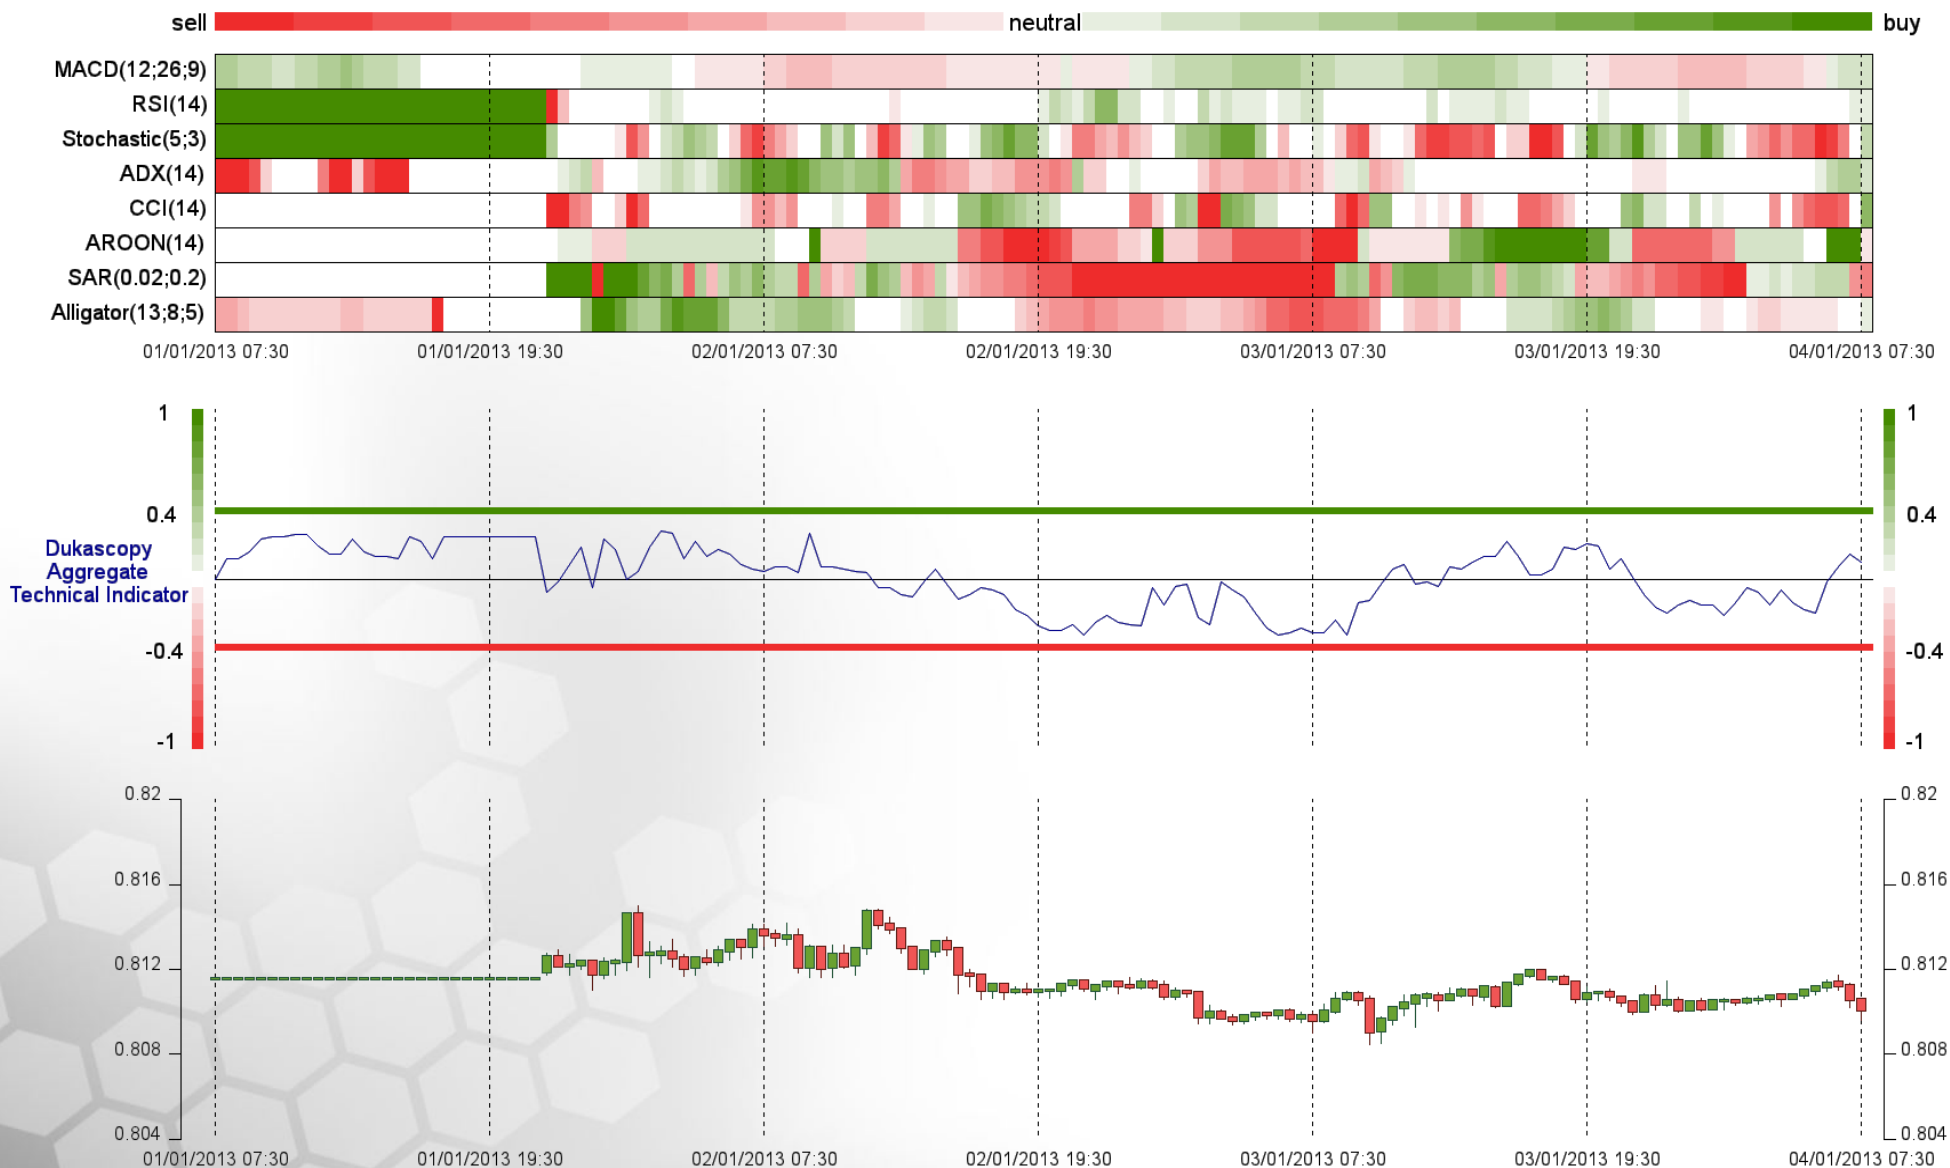 sell neutral buy
MACD(12;26;9)
RSI(14)
Stochastic(5;3)
ADX(14)
CCI(14)
AROON(14)
SAR(0.02;0.2)
Alligator(13;8;5)
01/01/2013 07:30 01/01/2013 19:30 02/01/2013 07:30 02/01/2013 19:30 03/01/2013 07:30 03/01/2013 19:30 04/01/2013 07:30
1 1
0.4 0.4
Dukascopy
Aggregate
Technical Indicator
-0.4 -0.4
-1 -1
0.82 0.82
0.816 0.816
0.812 0.812
0.808 0.808
0.804 0.804
01/01/2013 07:30 01/01/2013 19:30 02/01/2013 07:30 02/01/2013 19:30 03/01/2013 07:30 03/01/2013 19:30 04/01/2013 07:30